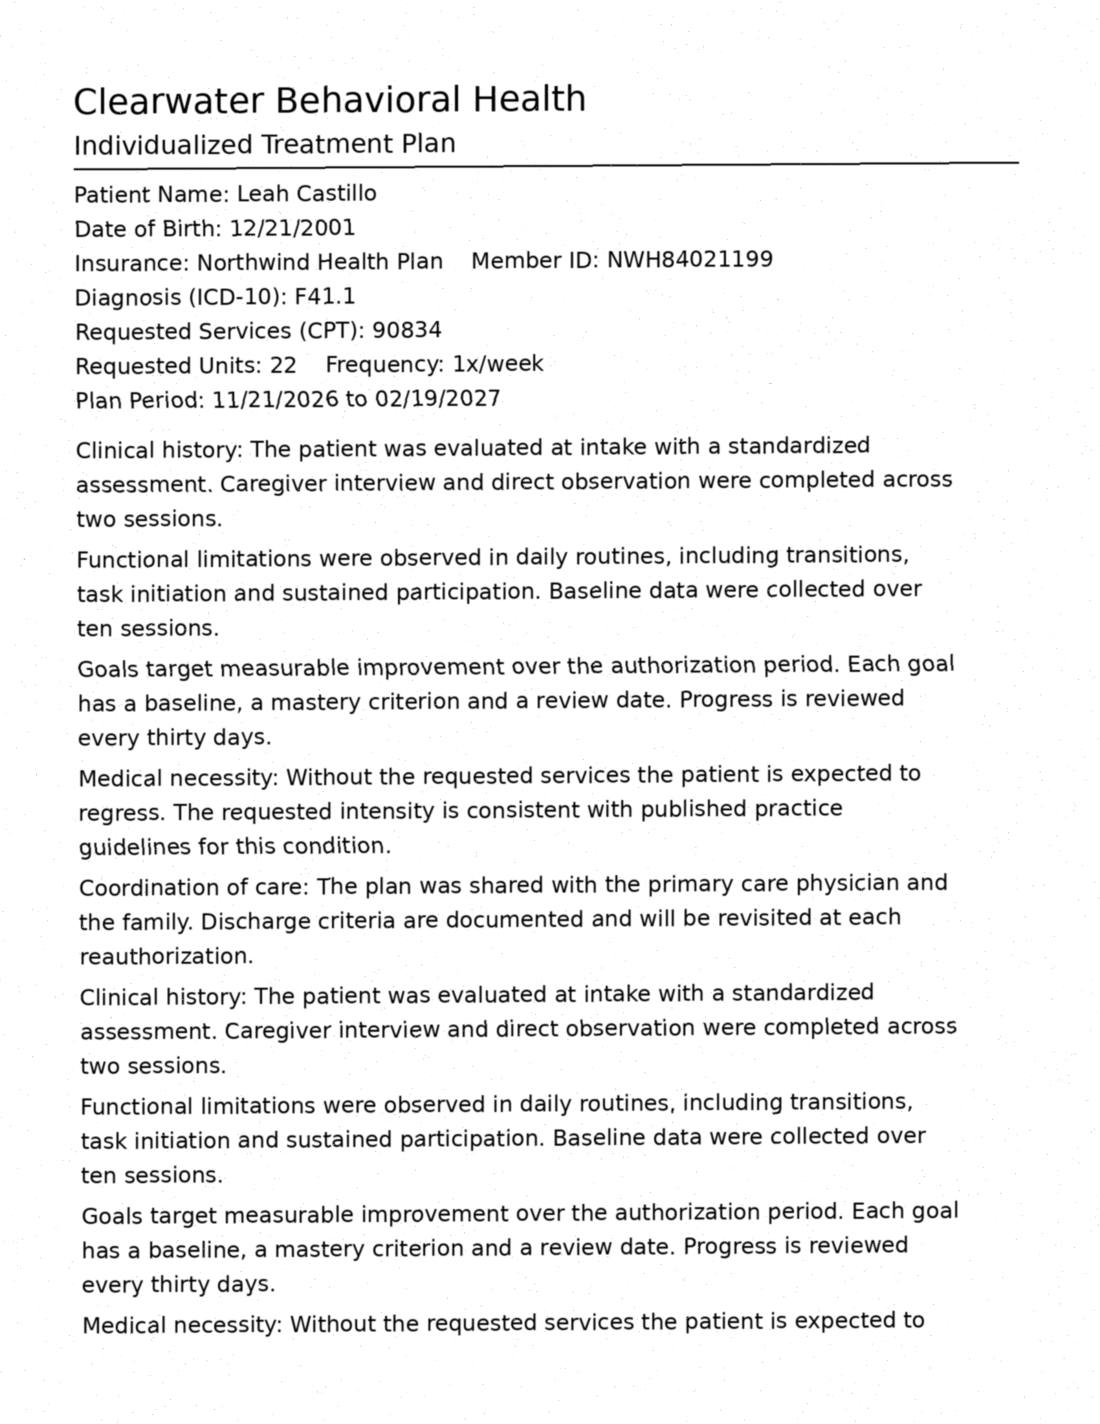 Clearwater Behavioral Health
Individualized Treatment Plan
Patient Name: Leah Castillo
Date of Birth: 12/21/2001
Insurance: Northwind Health Plan    Member ID: NWH84021199
Diagnosis (ICD-10): F41.1
Requested Services (CPT): 90834
Requested Units: 22    Frequency: 1x/week
Plan Period: 11/21/2026 to 02/19/2027
Clinical history: The patient was evaluated at intake with a standardized
assessment. Caregiver interview and direct observation were completed across
two sessions.
Functional limitations were observed in daily routines, including transitions,
task initiation and sustained participation. Baseline data were collected over
ten sessions.
Goals target measurable improvement over the authorization period. Each goal
has a baseline, a mastery criterion and a review date. Progress is reviewed
every thirty days.
Medical necessity: Without the requested services the patient is expected to
regress. The requested intensity is consistent with published practice
guidelines for this condition.
Coordination of care: The plan was shared with the primary care physician and
the family. Discharge criteria are documented and will be revisited at each
reauthorization.
Clinical history: The patient was evaluated at intake with a standardized
assessment. Caregiver interview and direct observation were completed across
two sessions.
Functional limitations were observed in daily routines, including transitions,
task initiation and sustained participation. Baseline data were collected over
ten sessions.
Goals target measurable improvement over the authorization period. Each goal
has a baseline, a mastery criterion and a review date. Progress is reviewed
every thirty days.
Medical necessity: Without the requested services the patient is expected to